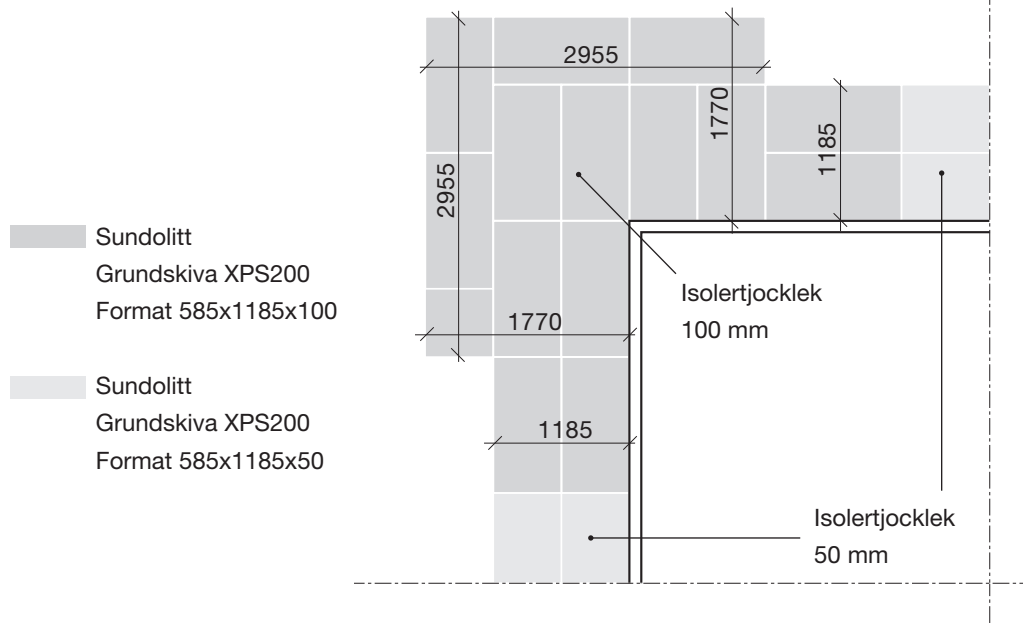 2955
1770
1185
2955
Sundolitt
Grundskiva XPS200
Format 585x1185x100
Isolertjocklek
100 mm
1770
Sundolitt
Grundskiva XPS200
Format 585x1185x50
1185
Isolertjocklek
50 mm